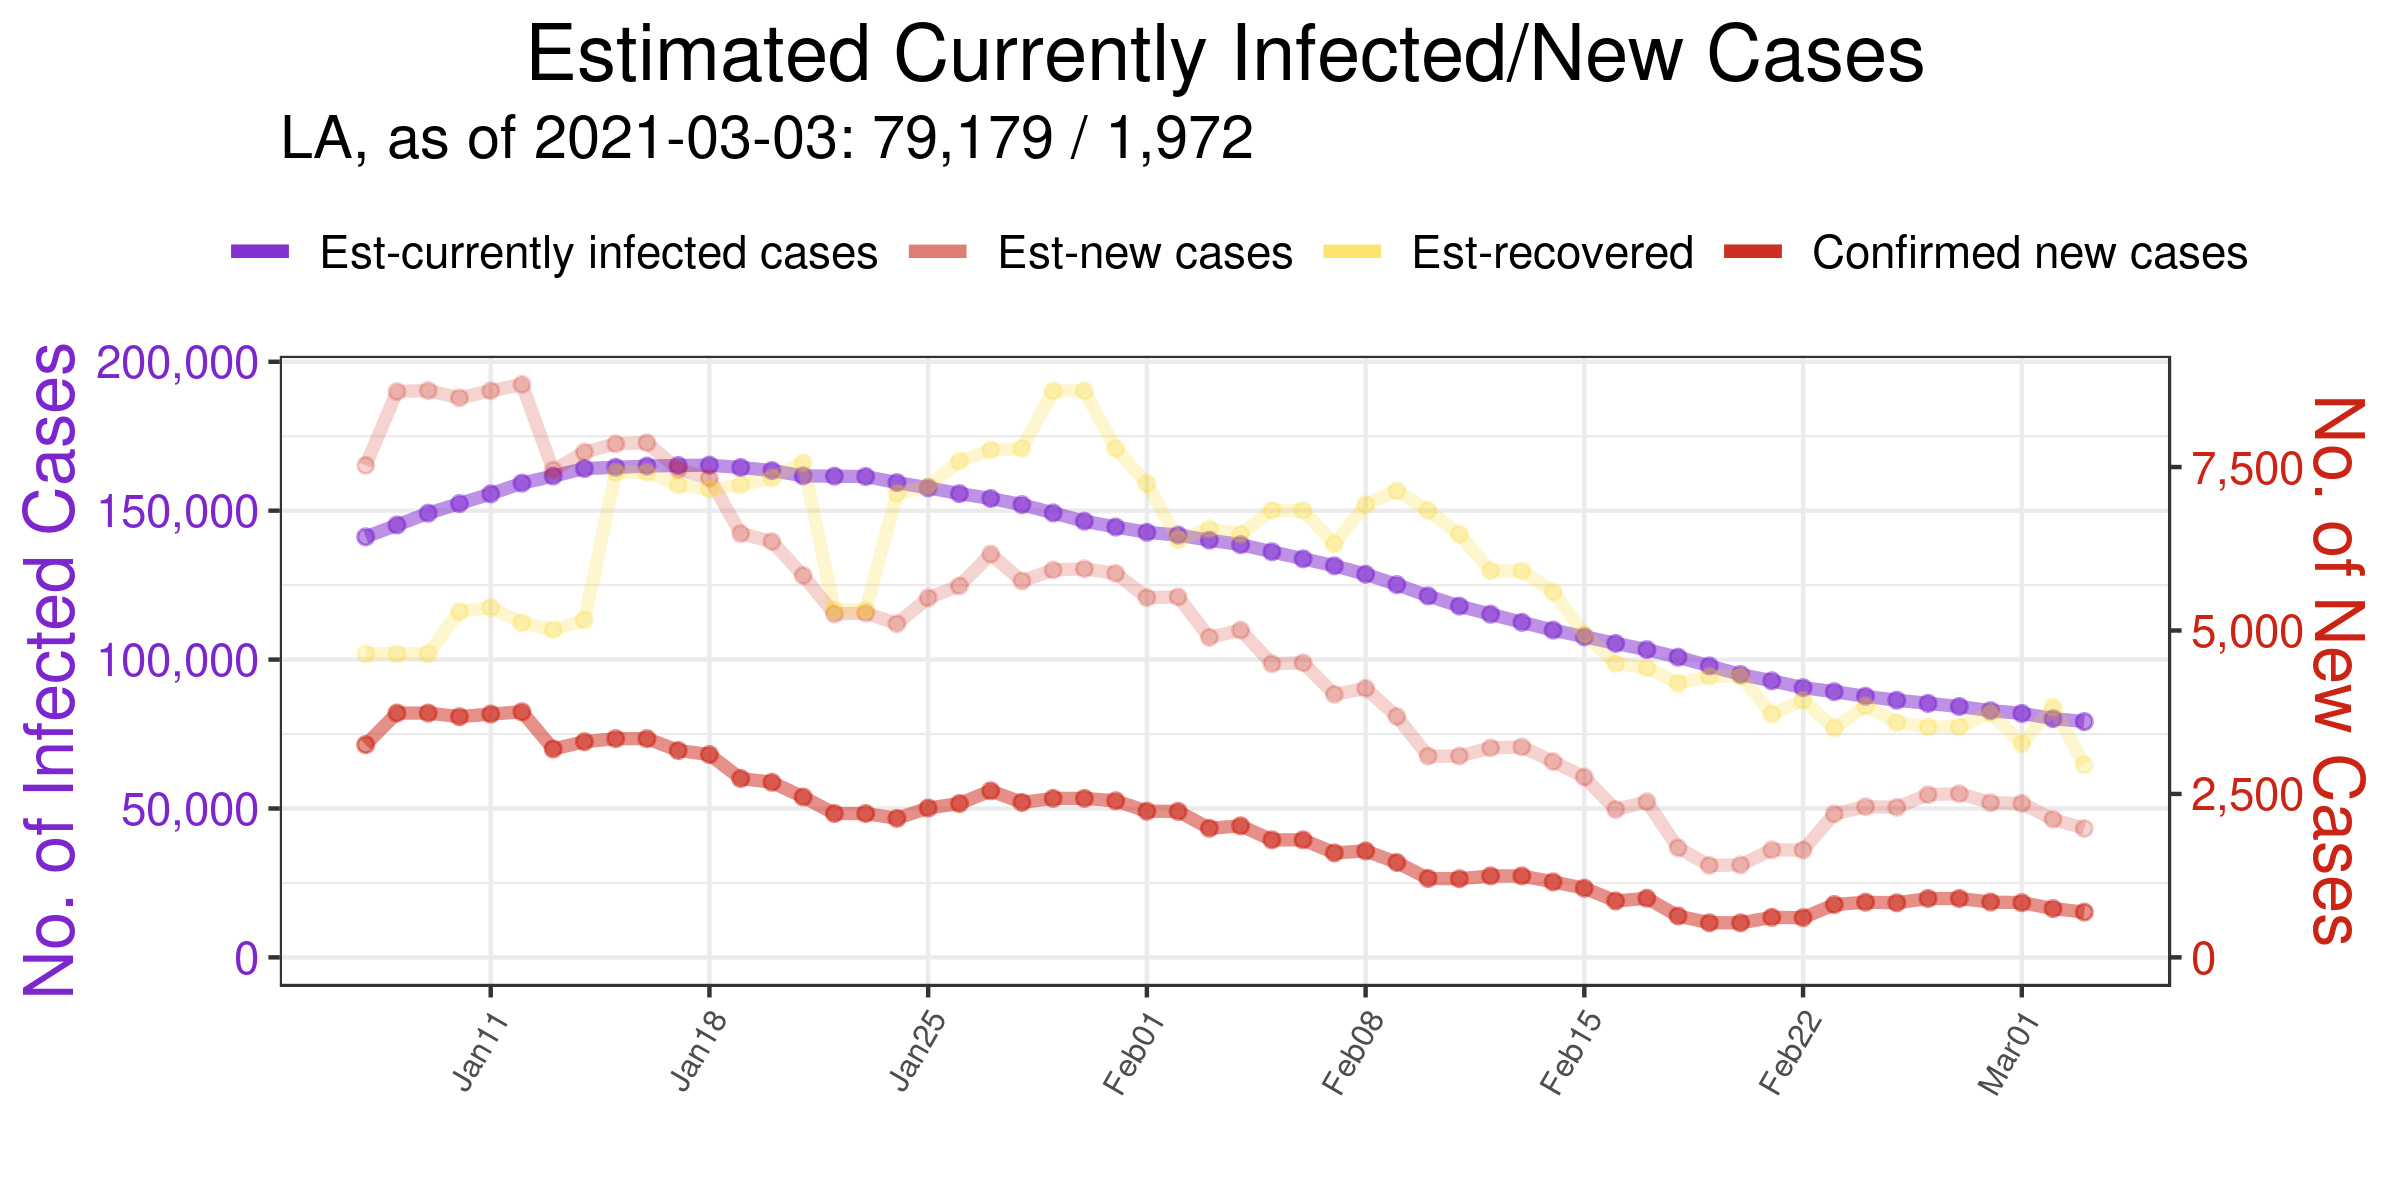 Estimated Currently Infected/New Cases
LA, as of 2021-03-03: 79,179 / 1,972
Est-currently infected cases Est-new cases Est-recovered Confirmed new cases
No. of Infected Cases
200,000
150,000
100,000
50,000
0
7,500
5,000
2,500
0
No. of New Cases
Jan11 Jan18 Jan25 Feb01 Feb08 Feb15 Feb22 Mar01